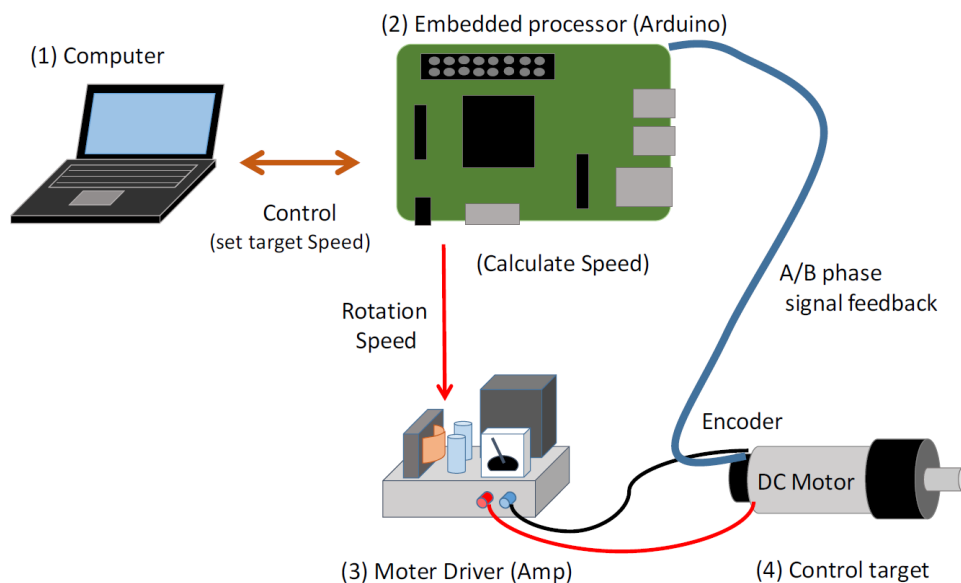 (2) Embedded processor (Arduino)
(1) Computer
Control
(set target Speed)
(Calculate Speed)
A/B phase
signal feedback
Rotation
Speed
Encoder
DC Motor
(3) Moter Driver (Amp)
(4) Control target